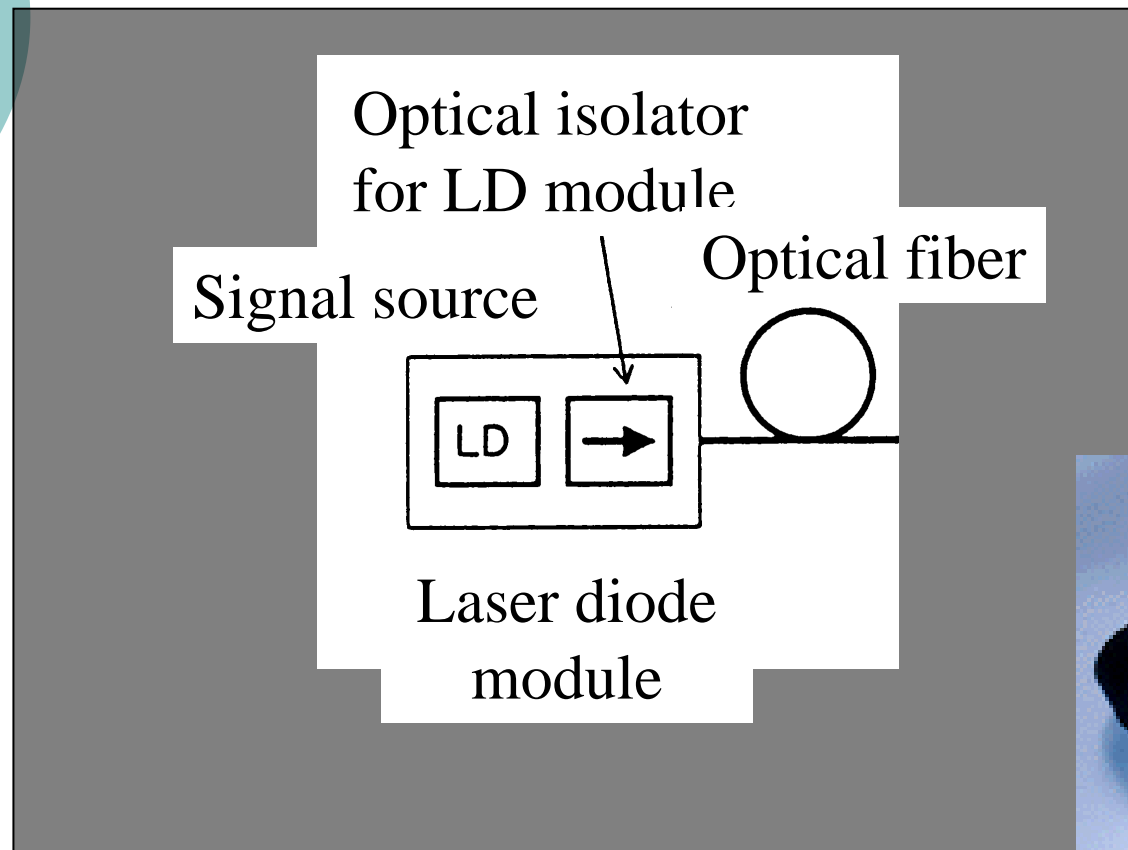 Optical isolator
for LD module
Optical fiber
Signal source
LD
Laser diode
module